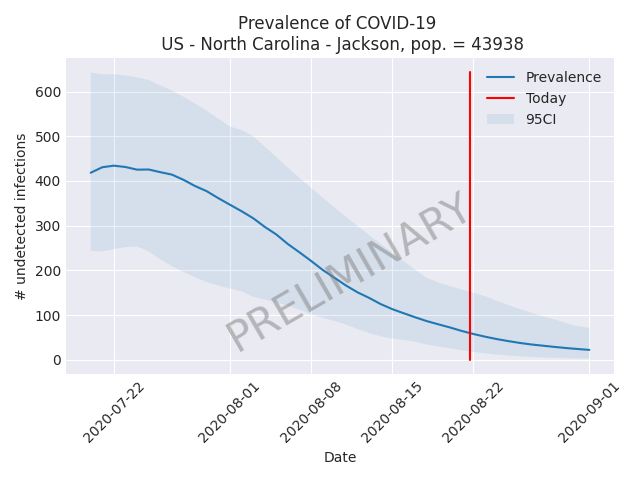 Prevalence of COVID-19
US - North Carolina - Jackson, pop. = 43938
Prevalence
Today
95CI
PRELIMINARY
# undetected infections
600
500
400
300
200
100
0
2020-07-22
2020-08-01
2020-08-08
2020-08-15
2020-08-22
2020-09-01
Date